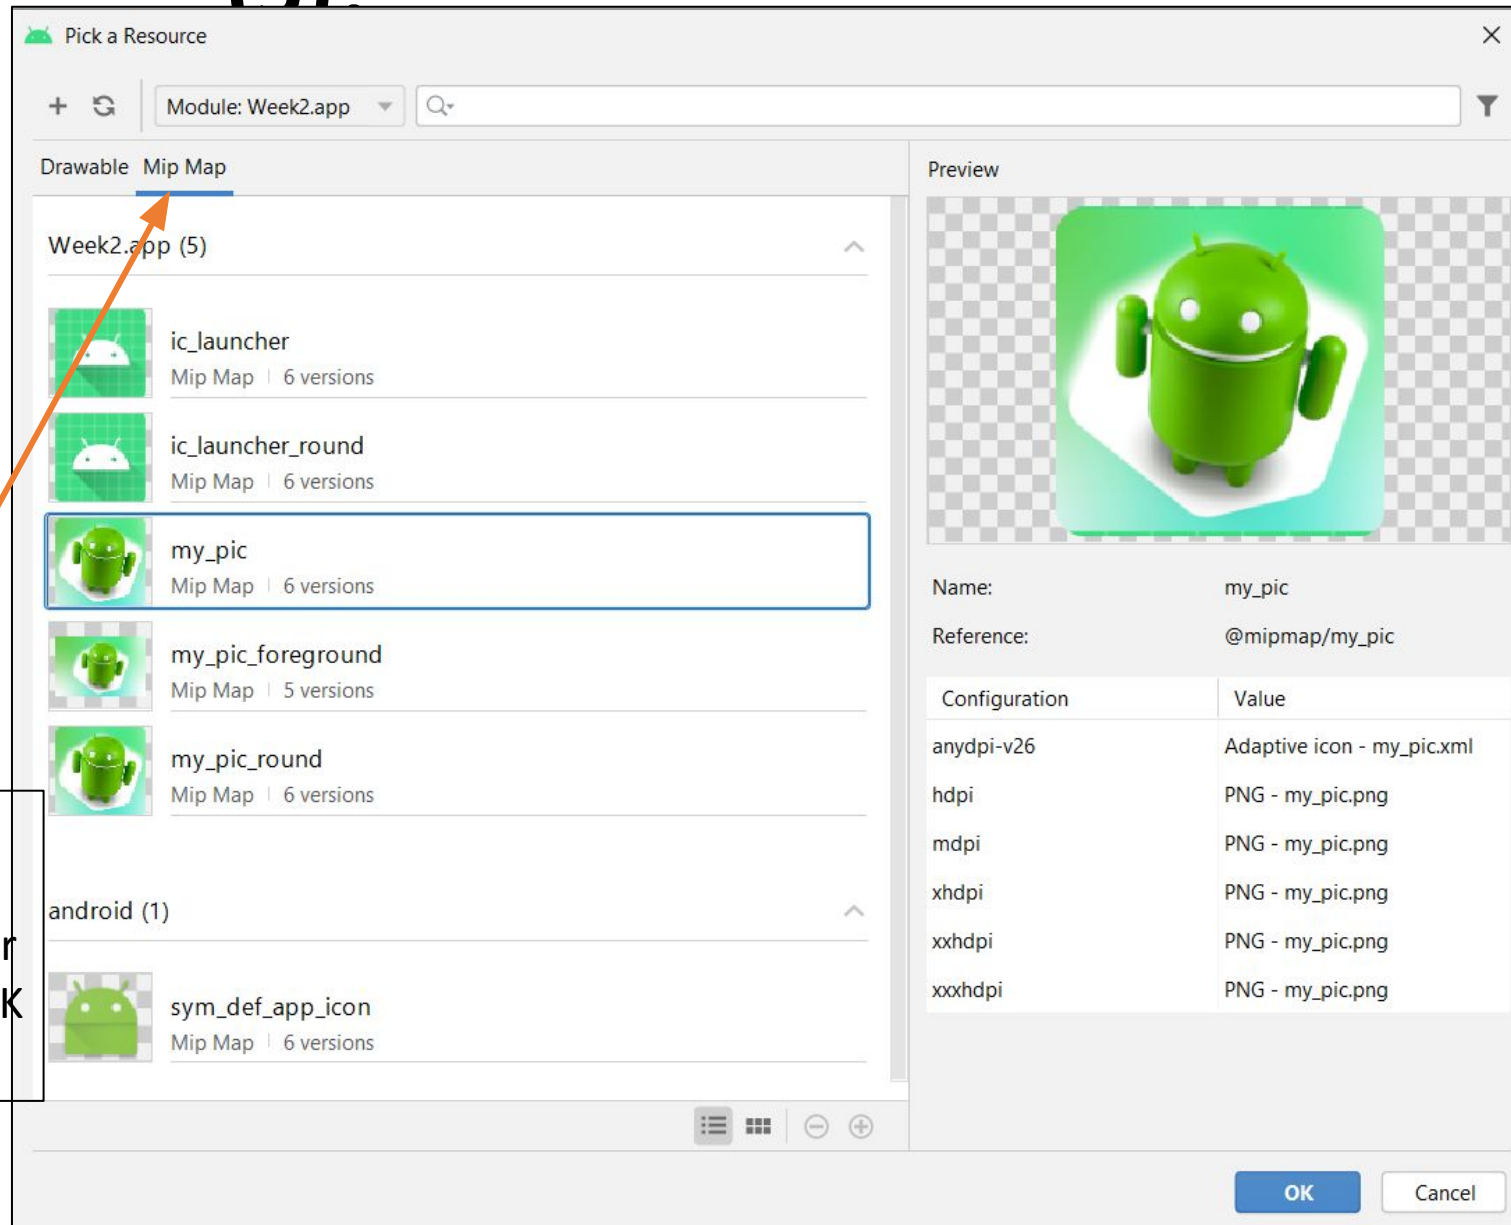 Pick a Resource
Module: Week2.app
Drawable Mip Map
Week2.app (5)
ic_launcher
Mip Map | 6 versions
ic_launcher_round
Mip Map | 6 versions
my_pic
Mip Map | 6 versions
my_pic_foreground
Mip Map | 5 versions
my_pic_round
Mip Map | 6 versions
android (1)
sym_def_app_icon
Mip Map | 6 versions
Preview
Name: my_pic
Reference: @mipmap/my_pic
Configuration Value
anydpi-v26 Adaptive icon - my_pic.xml
hdpi PNG - my_pic.png
mdpi PNG - my_pic.png
xhdpi PNG - my_pic.png
xxhdpi PNG - my_pic.png
xxxhdpi PNG - my_pic.png
OK Cancel